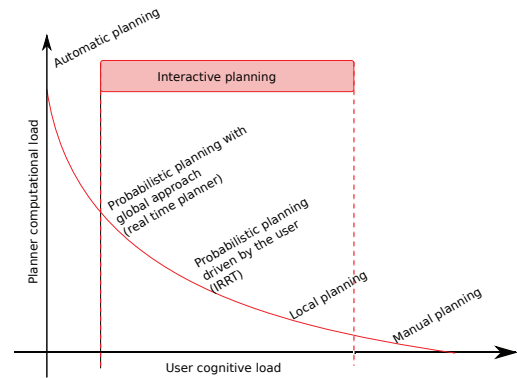 Automatic planning
Interactive planning
Planner computational load
Probabilistic planning with
global approach
(real time planner)
Probabilistic planning
driven by the user
(IRRT)
Local planning
Manual planning
User cognitive load